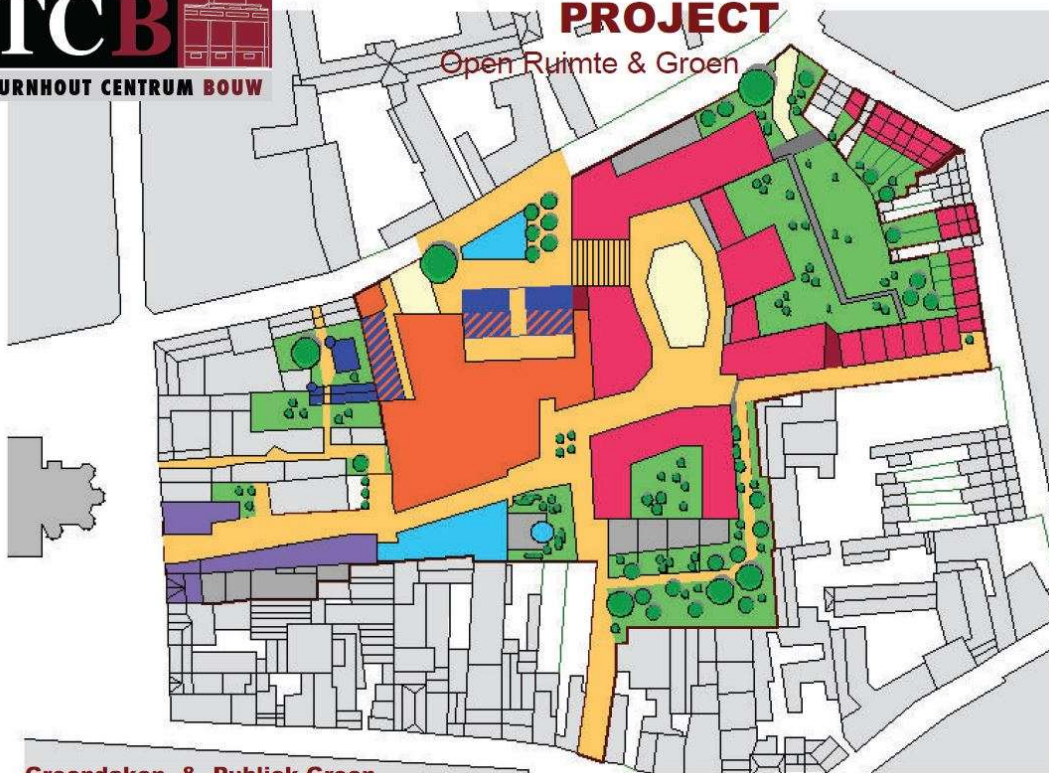 TCB
URNHOUT CENTRUM BOUW
PROJECT
Open Ruimte & Groen
Groendaken & Publiek Groen